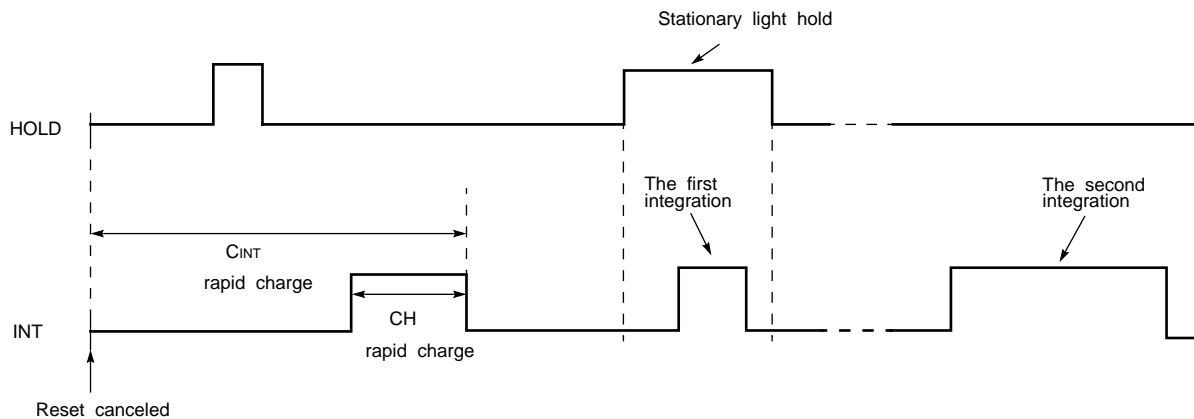 Stationary light hold
HOLD
The first
integration
The second
integration
CINT
rapid charge
CH
rapid charge
INT
Reset canceled